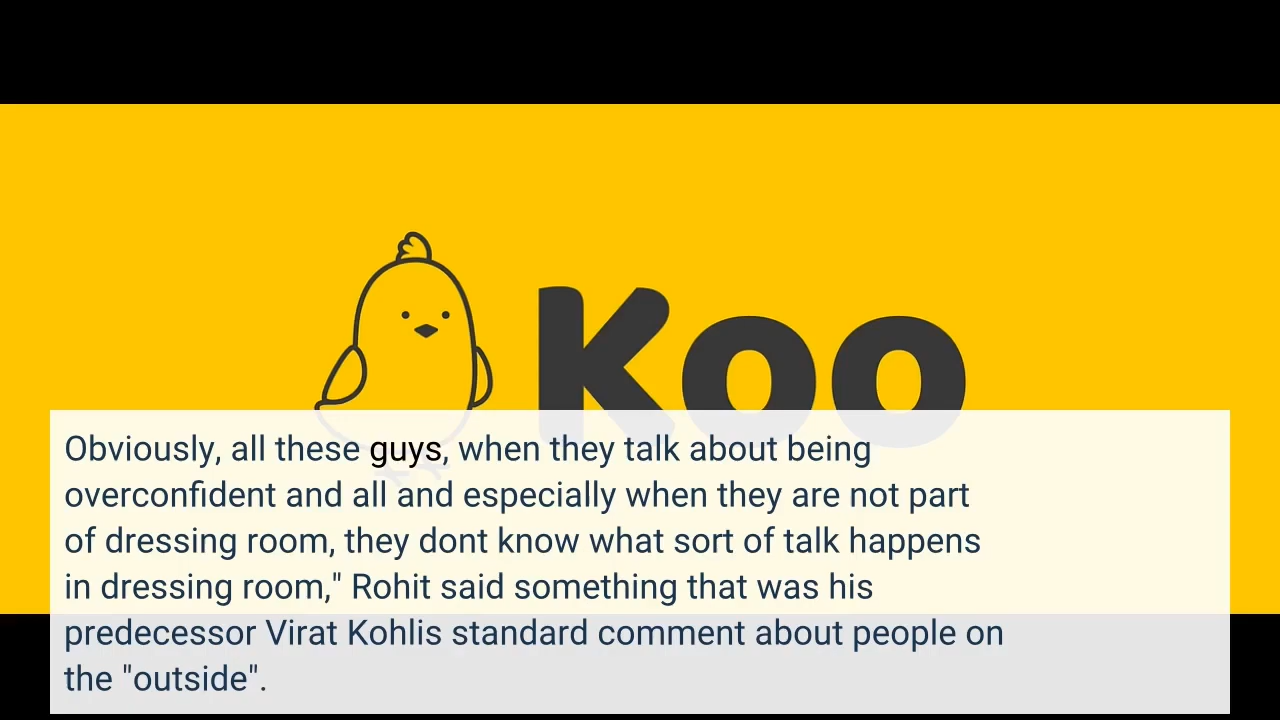 Koo
Obviously, all these guys, when they talk about being
overconfident and all and especially when they are not part
of dressing room, they dont know what sort of talk happens
in dressing room," Rohit said something that was his
predecessor Virat Kohlis standard comment about people on
the "outside".